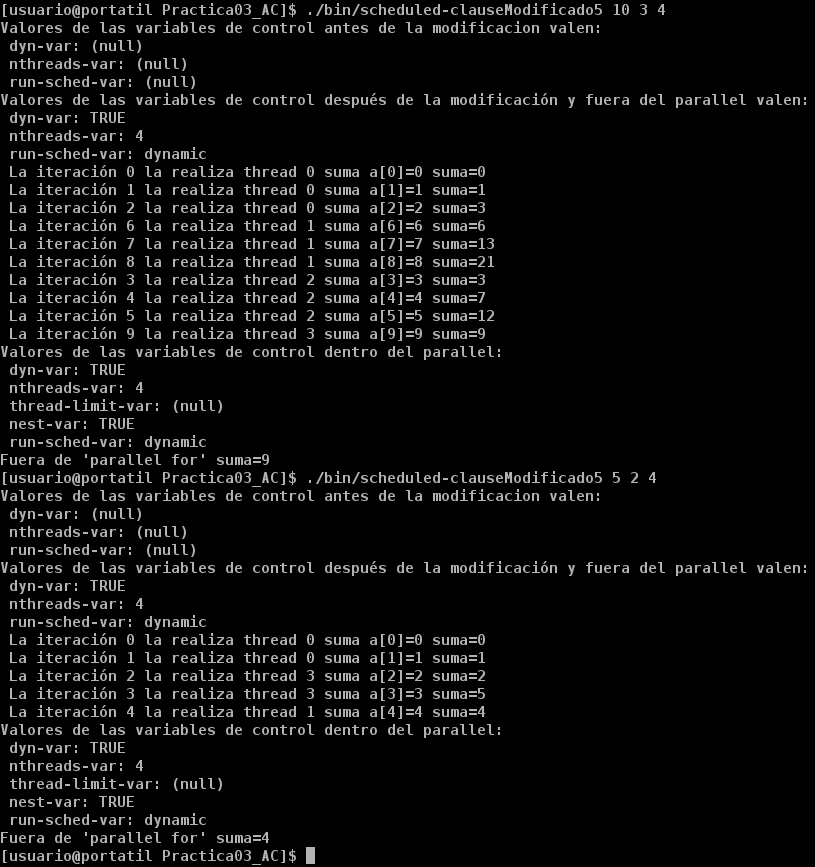 [usuario@portatil Practica03_AC]$ ./bin/scheduled-clauseModificado5 10 3 4
Valores de las variables de control antes de la modificacion valen:
 dyn-var: (null)
 nthreads-var: (null)
 run-sched-var: (null)
Valores de las variables de control después de la modificación y fuera del parallel valen:
 dyn-var: TRUE
 nthreads-var: 4
 run-sched-var: dynamic
 La iteración 0 la realiza thread 0 suma a[0]=0 suma=0
 La iteración 1 la realiza thread 0 suma a[1]=1 suma=1
 La iteración 2 la realiza thread 0 suma a[2]=2 suma=3
 La iteración 6 la realiza thread 1 suma a[6]=6 suma=6
 La iteración 7 la realiza thread 1 suma a[7]=7 suma=13
 La iteración 8 la realiza thread 1 suma a[8]=8 suma=21
 La iteración 3 la realiza thread 2 suma a[3]=3 suma=3
 La iteración 4 la realiza thread 2 suma a[4]=4 suma=7
 La iteración 5 la realiza thread 2 suma a[5]=5 suma=12
 La iteración 9 la realiza thread 3 suma a[9]=9 suma=9
Valores de las variables de control dentro del parallel:
 dyn-var: TRUE
 nthreads-var: 4
 thread-limit-var: (null)
 nest-var: TRUE
 run-sched-var: dynamic
Fuera de 'parallel for' suma=9
[usuario@portatil Practica03_AC]$ ./bin/scheduled-clauseModificado5 5 2 4
Valores de las variables de control antes de la modificacion valen:
 dyn-var: (null)
 nthreads-var: (null)
 run-sched-var: (null)
Valores de las variables de control después de la modificación y fuera del parallel valen:
 dyn-var: TRUE
 nthreads-var: 4
 run-sched-var: dynamic
 La iteración 0 la realiza thread 0 suma a[0]=0 suma=0
 La iteración 1 la realiza thread 0 suma a[1]=1 suma=1
 La iteración 2 la realiza thread 3 suma a[2]=2 suma=2
 La iteración 3 la realiza thread 3 suma a[3]=3 suma=5
 La iteración 4 la realiza thread 1 suma a[4]=4 suma=4
Valores de las variables de control dentro del parallel:
 dyn-var: TRUE
 nthreads-var: 4
 thread-limit-var: (null)
 nest-var: TRUE
 run-sched-var: dynamic
Fuera de 'parallel for' suma=4
[usuario@portatil Practica03_AC]$